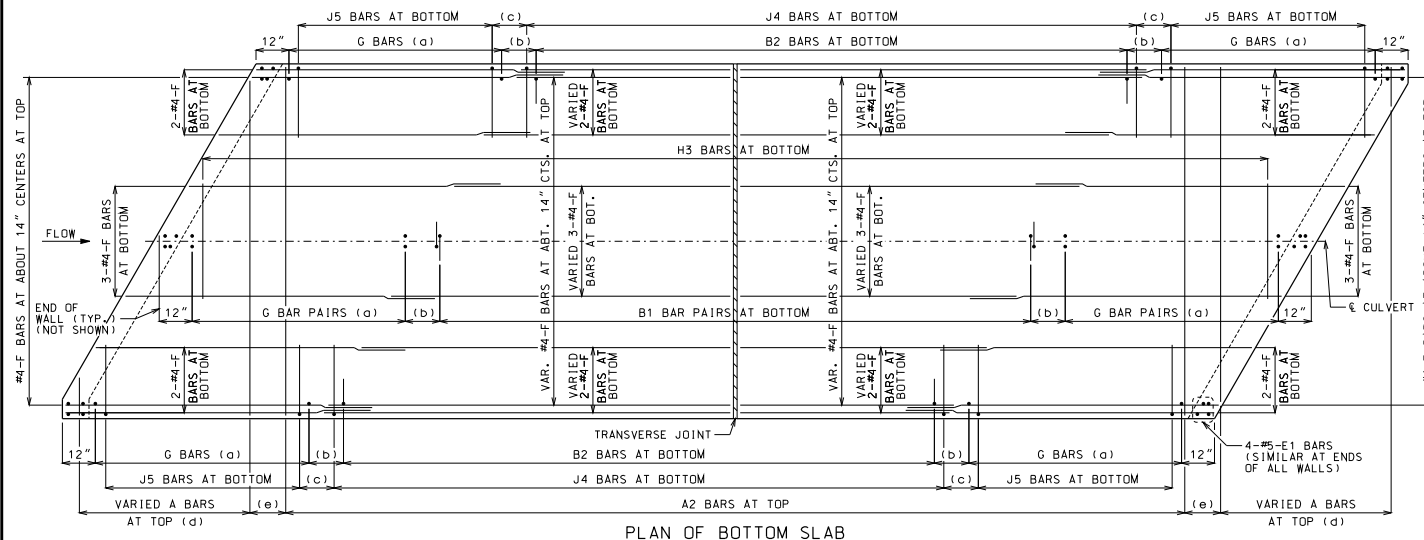 J5 BARS AT BOTTOM
(c)
J4 BARS AT BOTTOM
(c)
J5 BARS AT BOTTOM
12"
G BARS (a)
(b)
B2 BARS AT BOTTOM
(b)
G BARS (a)
12"
#4-F BARS AT ABOUT 14" CENTERS AT TOP
2-#4-F
BARS AT
BOTTOM
VARIED
2-#4-F
BARS AT
BOTTOM
VARIED
2-#4-F
BARS AT
BOTTOM
2-#4-F
BARS AT
BOTTOM
H3 BARS AT BOTTOM
VAR. #4-F BARS AT ABT. 14" CTS. AT TOP
VAR. #4-F BARS AT ABT. 14" CTS. AT TOP
FLOW
3-#4-F BARS
AT BOTTOM
VARIED 3-#4-F
BARS AT BOT.
VARIED 3-#4-F
BARS AT BOT.
3-#4-F BARS
AT BOTTOM
℄ CULVERT
END OF
WALL (TYP.)
(NOT SHOWN)
12"
G BAR PAIRS (a)
(b)
B1 BAR PAIRS AT BOTTOM
(b)
G BAR PAIRS (a)
12"
2-#4-F
BARS AT
BOTTOM
VARIED
2-#4-F
BARS AT
BOTTOM
VARIED
2-#4-F
BARS AT
BOTTOM
2-#4-F
BARS AT
BOTTOM
TRANSVERSE JOINT
4-#5-E1 BARS
(SIMILAR AT ENDS
OF ALL WALLS)
12"
G BARS (a)
(b)
B2 BARS AT BOTTOM
(b)
G BARS (a)
12"
J5 BARS AT BOTTOM
(c)
J4 BARS AT BOTTOM
(c)
J5 BARS AT BOTTOM
VARIED A BARS
AT TOP (d)
(e)
A2 BARS AT TOP
(e)
VARIED A BARS
AT TOP (d)
PLAN OF BOTTOM SLAB